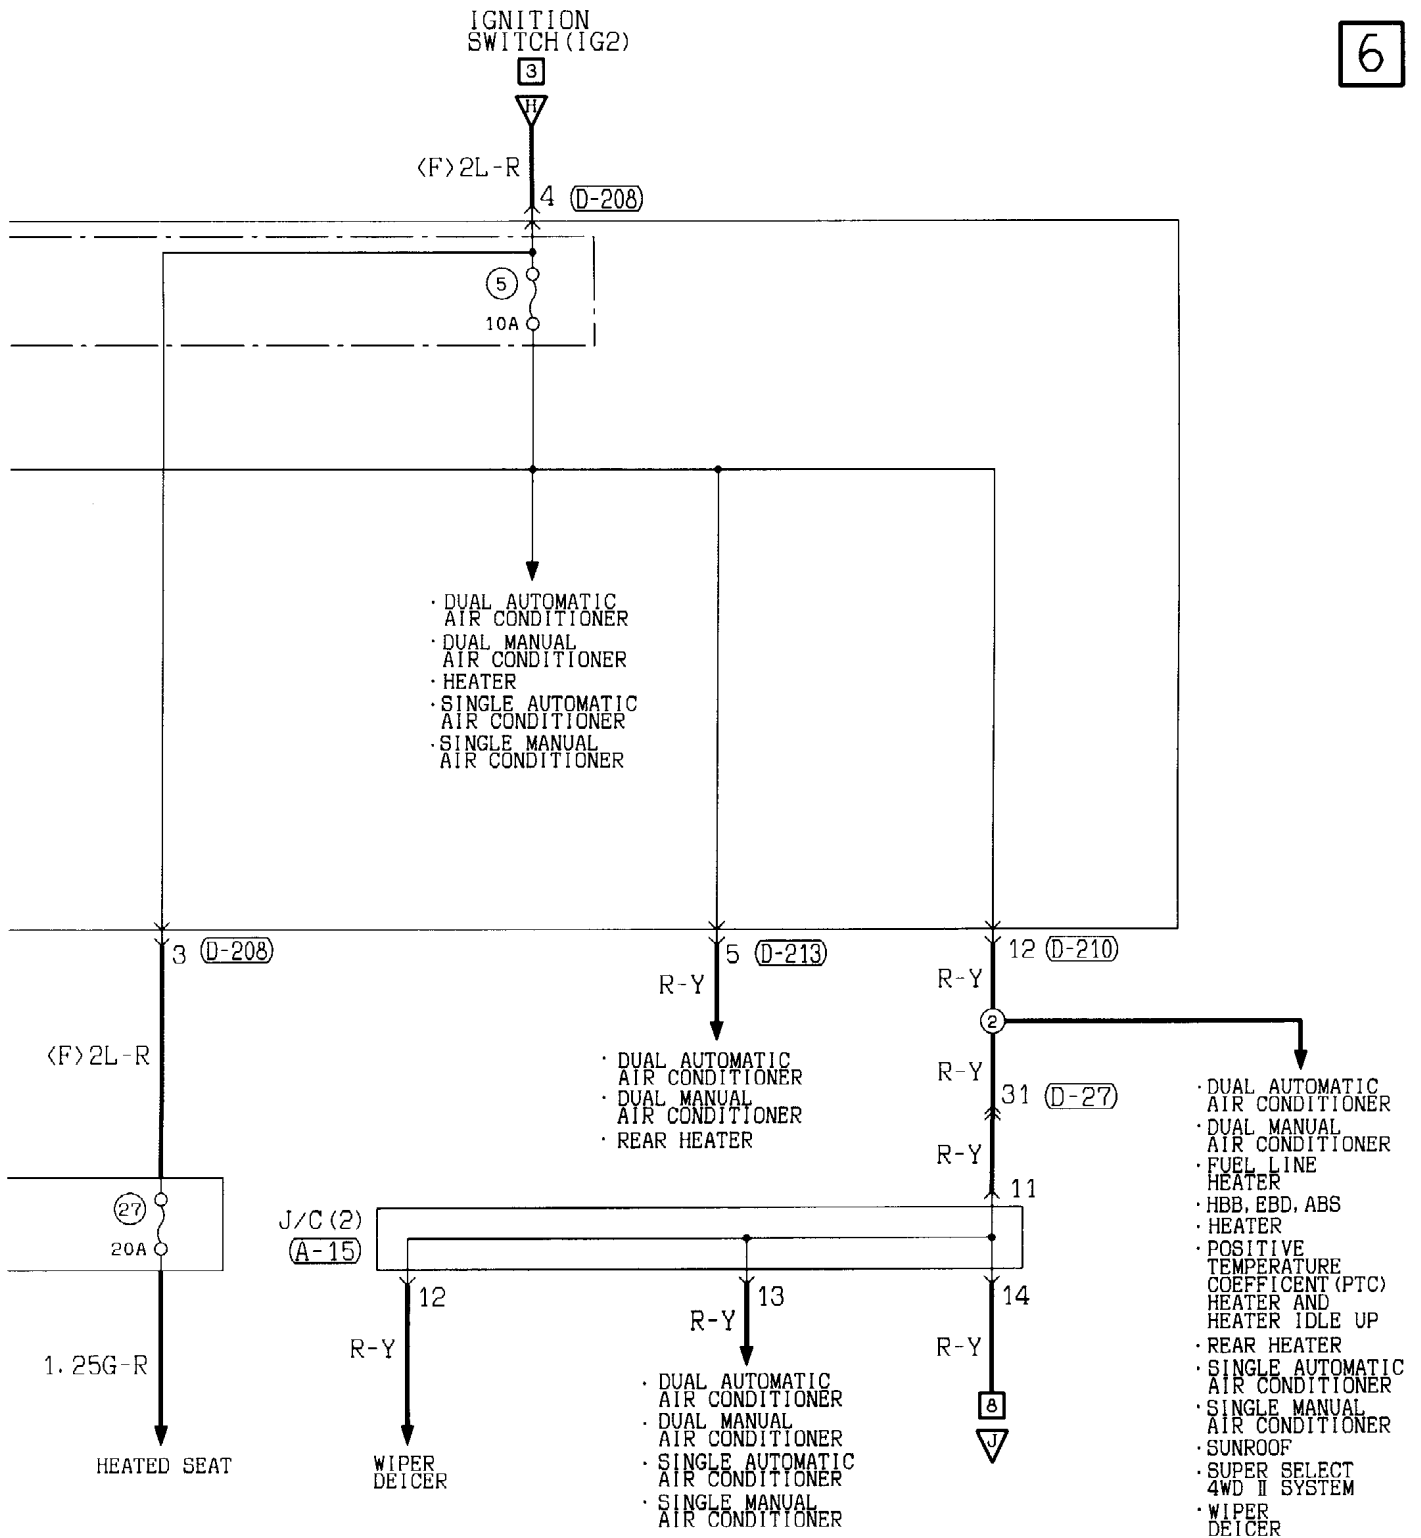 IGNITION
SWITCH(IG2)
3
6
H
<F>2L-R
4 (D-208)
5
10A
· DUAL AUTOMATIC
AIR CONDITIONER
· DUAL MANUAL
AIR CONDITIONER
· HEATER
· SINGLE AUTOMATIC
AIR CONDITIONER
· SINGLE MANUAL
AIR CONDITIONER
3 (D-208)
5 (D-213)
12 (D-210)
R-Y
R-Y
2
<F>2L-R
· DUAL AUTOMATIC
AIR CONDITIONER
· DUAL MANUAL
AIR CONDITIONER
· REAR HEATER
R-Y
31 (D-27)
R-Y
11
· DUAL AUTOMATIC
AIR CONDITIONER
· DUAL MANUAL
AIR CONDITIONER
· FUEL LINE
HEATER
· HBB, EBD, ABS
· HEATER
· POSITIVE
TEMPERATURE
COEFFICENT(PTC)
HEATER AND
HEATER IDLE UP
· REAR HEATER
· SINGLE AUTOMATIC
AIR CONDITIONER
· SINGLE MANUAL
AIR CONDITIONER
· SUNROOF
· SUPER SELECT
4WD II SYSTEM
· WIPER
DEICER
27
20A
J/C(2)
(A-15)
12
13
14
R-Y
R-Y
R-Y
1.25G-R
8
J
HEATED SEAT
WIPER
DEICER
· DUAL AUTOMATIC
AIR CONDITIONER
· DUAL MANUAL
AIR CONDITIONER
· SINGLE AUTOMATIC
AIR CONDITIONER
· SINGLE MANUAL
AIR CONDITIONER